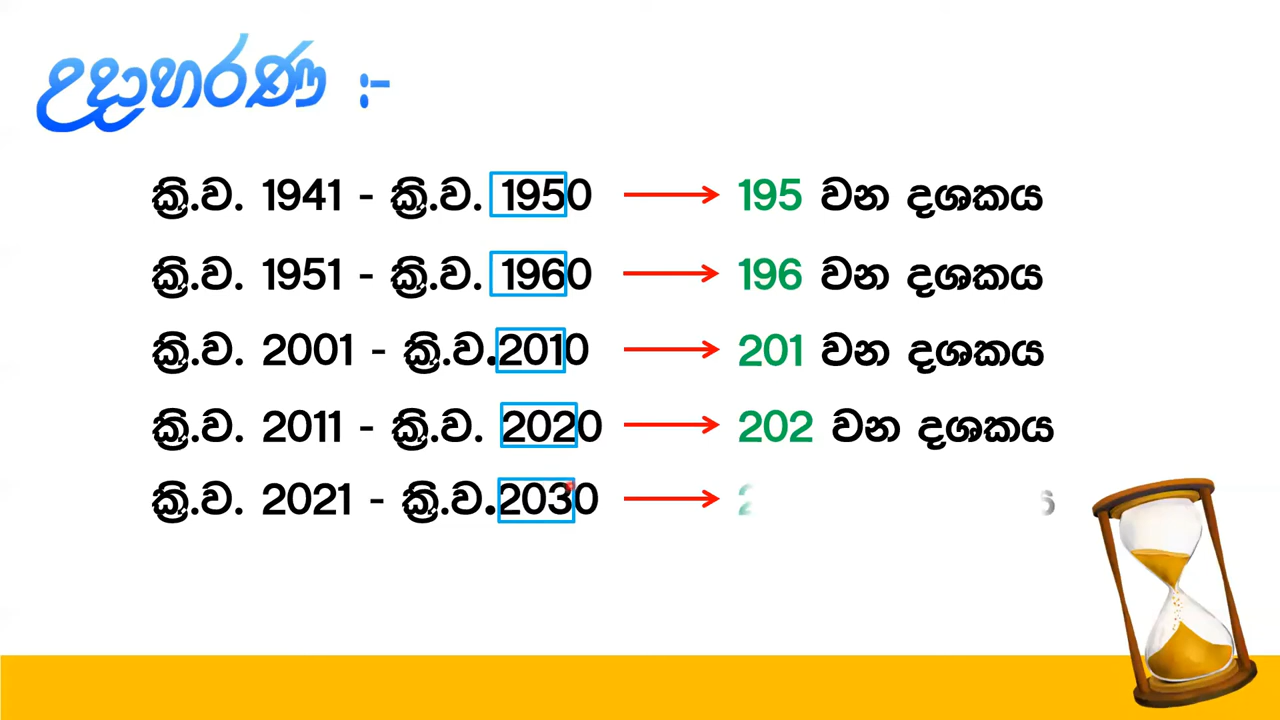 උදාහරණ :-
ක්‍රි.ව. 1941 - ක්‍රි.ව. 1950 → 195 වන දශකය
ක්‍රි.ව. 1951 - ක්‍රි.ව. 1960 → 196 වන දශකය
ක්‍රි.ව. 2001 - ක්‍රි.ව.2010 → 201 වන දශකය
ක්‍රි.ව. 2011 - ක්‍රි.ව. 2020 → 202 වන දශකය
ක්‍රි.ව. 2021 - ක්‍රි.ව.2030 →